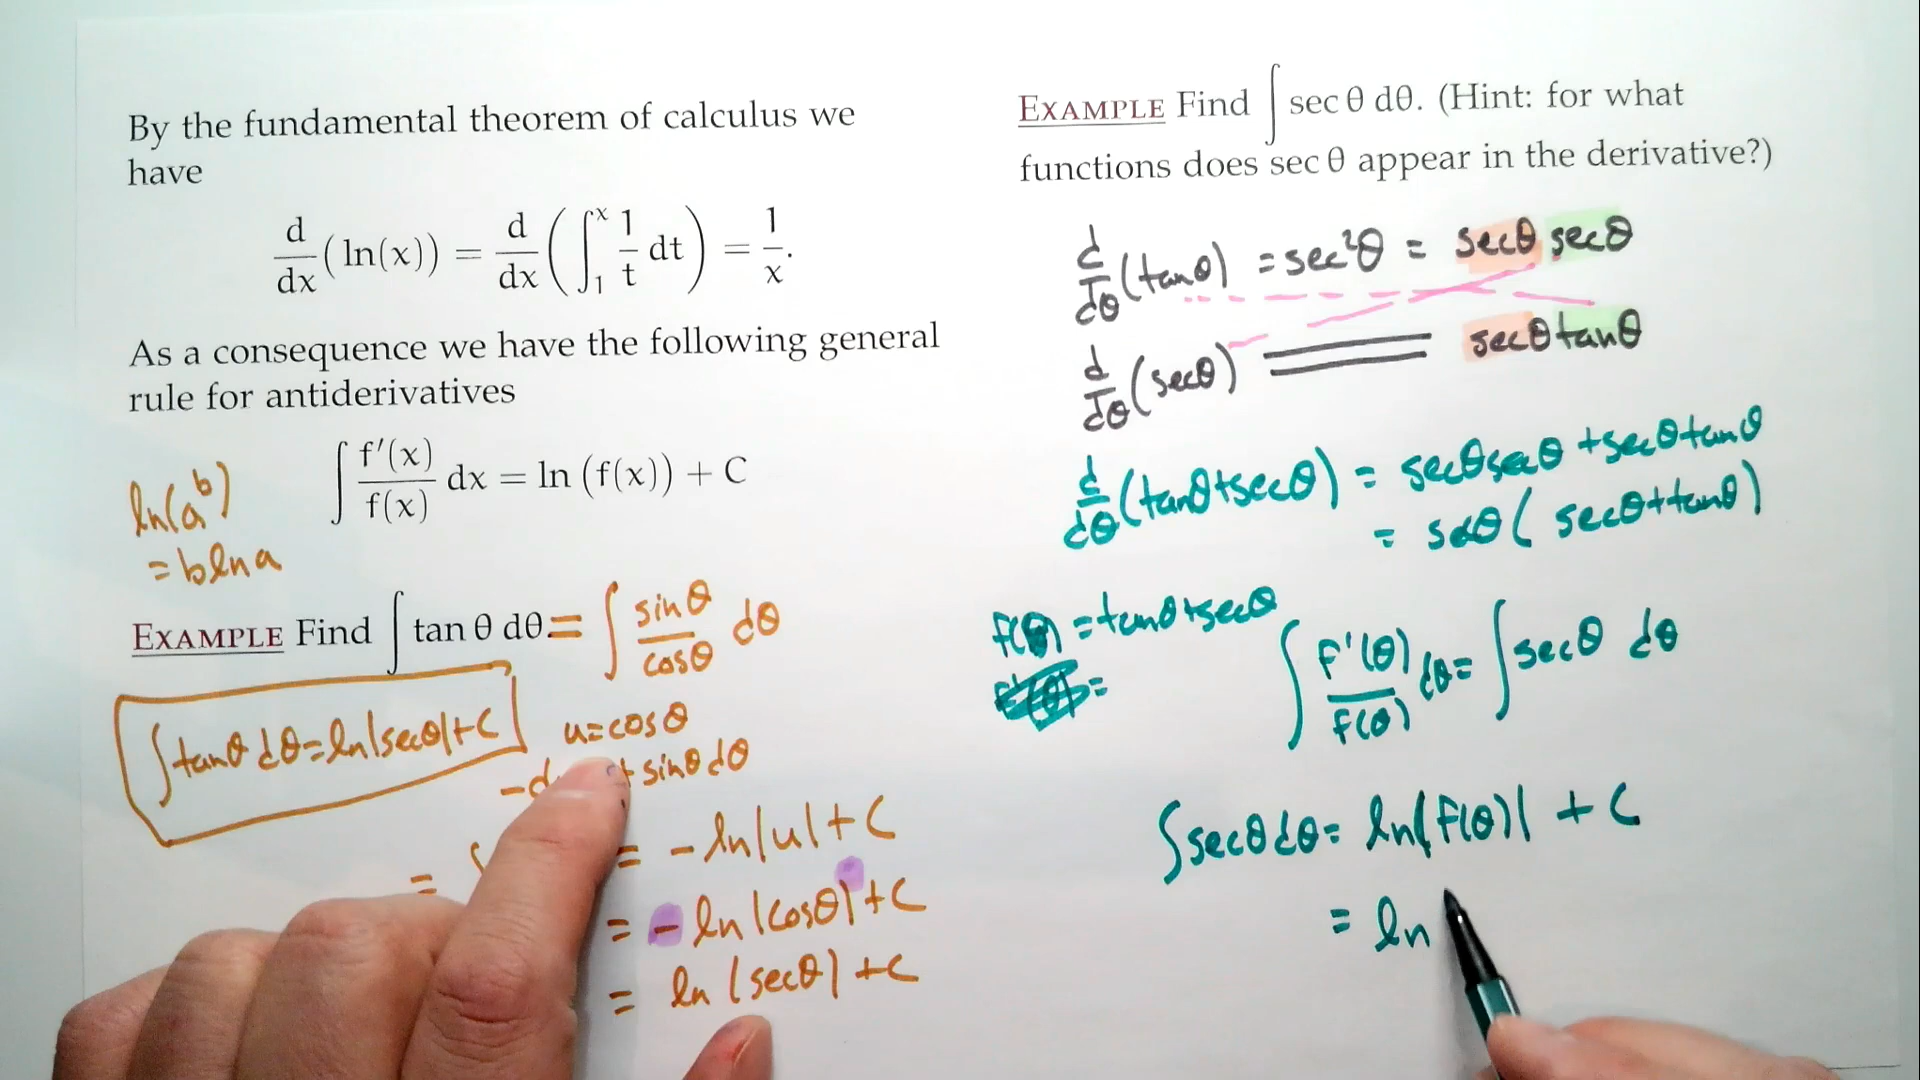 By the fundamental theorem of calculus we
have
d/dx (ln(x)) = d/dx (∫₁ˣ 1/t dt) = 1/x.
As a consequence we have the following general
rule for antiderivatives
∫ f′(x)/f(x) dx = ln (f(x)) + C
ln(a^b)
= b ln a
EXAMPLE Find ∫ tan θ dθ. = ∫ sinθ/cosθ dθ
∫tanθ dθ = ln|secθ| + C
u = cosθ
sinθ dθ
= - ln|u| + C
= - ln|cosθ| + C
= ln|secθ| + C
EXAMPLE Find ∫ sec θ dθ. (Hint: for what
functions does sec θ appear in the derivative?)
d/dθ (tanθ) = sec²θ = secθ secθ
d/dθ (secθ) = secθ tanθ
d/dθ (tanθ + secθ) = secθ secθ + secθ tanθ
= secθ ( secθ + tanθ )
f(θ) = tanθ + secθ
∫ f'(θ)/f(θ) dθ = ∫ secθ dθ
∫ secθ dθ = ln|f(θ)| + C
= ln